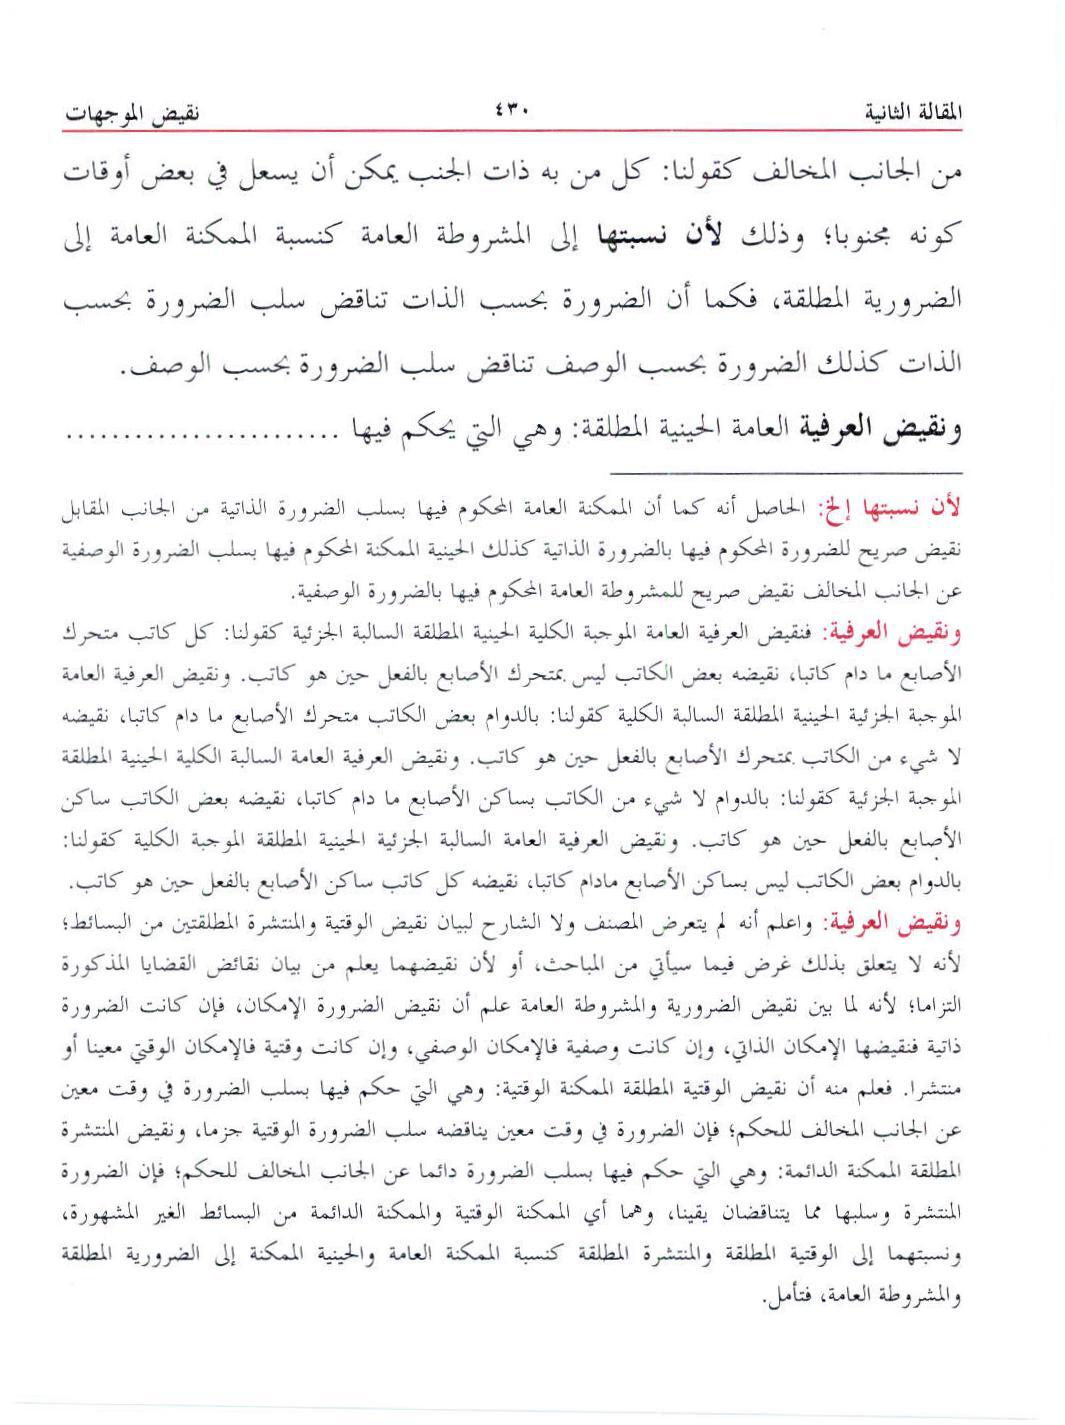 المقالة الثانية ٤٣٠ نقيض الموجهات
من الجانب المخالف كقولنا: كل من به ذات الجنب يمكن أن يسعل في بعض أوقات
كونه مجنوبا؛ وذلك لأن نسبتها إلى المشروطة العامة كنسبة الممكنة العامة إلى
الضرورية المطلقة، فكما أن الضرورة بحسب الذات تناقض سلب الضرورة بحسب
الذات كذلك الضرورة بحسب الوصف تناقض سلب الضرورة بحسب الوصف.
ونقيض العرفية العامة الحينية المطلقة: وهي التي يحكم فيها ........................
لأن نسبتها إلخ: الحاصل أنه كما أن الممكنة العامة المحكوم فيها بسلب الضرورة الذاتية من الجانب المقابل
نقيض صريح للضرورة المحكوم فيها بالضرورة الذاتية كذلك الحينية الممكنة المحكوم فيها بسلب الضرورة الوصفية
عن الجانب المخالف نقيض صريح للمشروطة العامة المحكوم فيها بالضرورة الوصفية.
ونقيض العرفية: فنقيض العرفية العامة الموجبة الكلية الحينية المطلقة السالبة الجزئية كقولنا: كل كاتب متحرك
الأصابع ما دام كاتبا، نقيضه بعض الكاتب ليس بمتحرك الأصابع بالفعل حين هو كاتب. ونقيض العرفية العامة
الموجبة الجزئية الحينية المطلقة السالبة الكلية كقولنا: بالدوام بعض الكاتب متحرك الأصابع ما دام كاتبا، نقيضه
لا شيء من الكاتب بمتحرك الأصابع بالفعل حين هو كاتب. ونقيض العرفية العامة السالبة الكلية الحينية المطلقة
الموجبة الجزئية كقولنا: بالدوام لا شيء من الكاتب بساكن الأصابع ما دام كاتبا، نقيضه بعض الكاتب ساكن
الأصابع بالفعل حين هو كاتب. ونقيض العرفية العامة السالبة الجزئية الحينية المطلقة الموجبة الكلية كقولنا:
بالدوام بعض الكاتب ليس بساكن الأصابع مادام كاتبا، نقيضه كل كاتب ساكن الأصابع بالفعل حين هو كاتب.
ونقيض العرفية: واعلم أنه لم يتعرض المصنف ولا الشارح لبيان نقيض الوقتية والمنتشرة المطلقتين من البسائط؛
لأنه لا يتعلق بذلك غرض فيما سيأتي من المباحث، أو لأن نقيضهما يعلم من بيان نقائض القضايا المذكورة
التزاما؛ لأنه لما بين نقيض الضرورية والمشروطة العامة علم أن نقيض الضرورة الإمكان، فإن كانت الضرورة
ذاتية فنقيضها الإمكان الذاتي، وإن كانت وصفية فالإمكان الوصفي، وإن كانت وقتية فالإمكان الوقتي معينا أو
منتشرا. فعلم منه أن نقيض الوقتية المطلقة الممكنة الوقتية: وهي التي حكم فيها بسلب الضرورة في وقت معين
عن الجانب المخالف للحكم؛ فإن الضرورة في وقت معين يناقضه سلب الضرورة الوقتية جزما، ونقيض المنتشرة
المطلقة الممكنة الدائمة: وهي التي حكم فيها بسلب الضرورة دائما عن الجانب المخالف للحكم؛ فإن الضرورة
المنتشرة وسلبها مما يتناقضان يقينا، وهما أي الممكنة الوقتية والممكنة الدائمة من البسائط الغير المشهورة،
ونسبتهما إلى الوقتية المطلقة والمنتشرة المطلقة كنسبة الممكنة العامة والحينية الممكنة إلى الضرورية المطلقة
والمشروطة العامة، فتأمل.